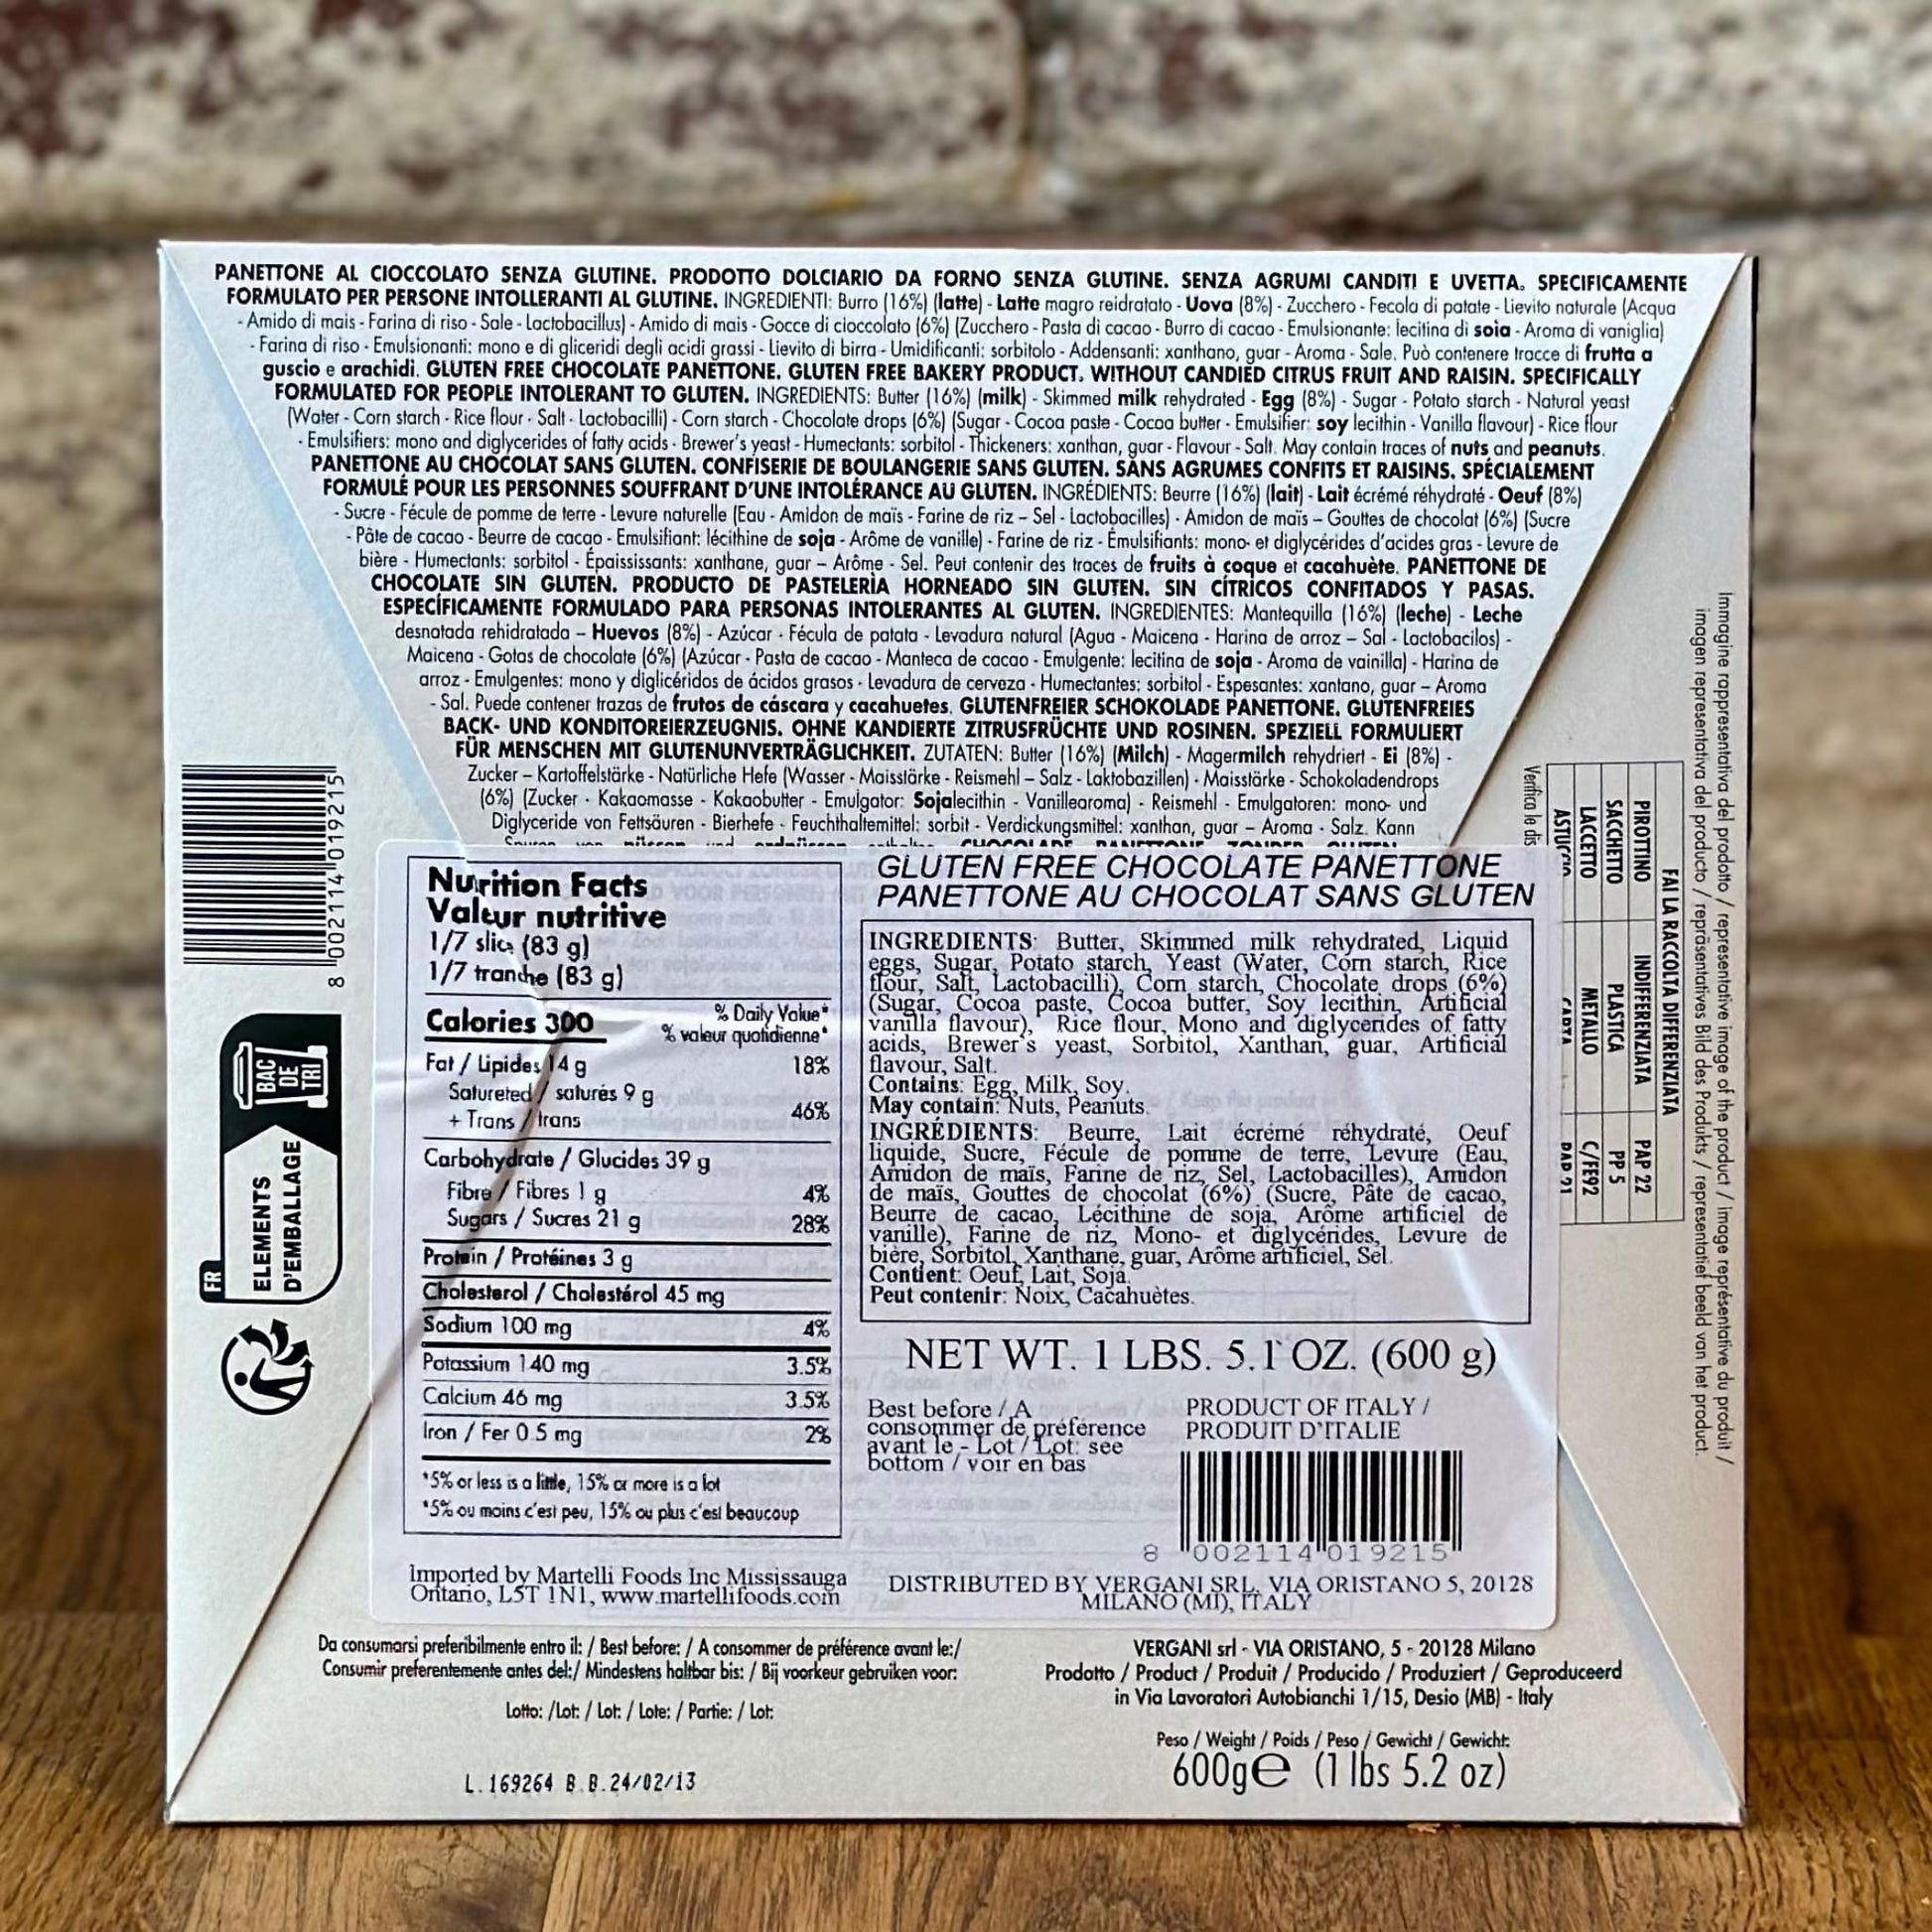 PANETTONE AL CIOCCOLATO SENZA GLUTINE. PRODOTTO DOLCIARIO DA FORNO SENZA GLUTINE. SENZA AGRUMI CANDITI E UVETTA. SPECIFICAMENTE
FORMULATO PER PERSONE INTOLLERANTI AL GLUTINE. INGREDIENTI: Burro (16%) (latte) - Latte magro reidratato - Uova (8%) - Zucchero - Fecola di patate - Lievito naturale (Acqua
- Amido di mais - Farina di riso - Sale - Lactobacillus) - Amido di mais - Gocce di cioccolato (6%) (Zucchero - Pasta di cacao - Burro di cacao - Emulsionante: lecitina di soia - Aroma di vaniglia)
- Farina di riso - Emulsionanti: mono e di gliceridi degli acidi grassi - Lievito di birra - Umidificanti: sorbitolo - Addensanti: xanthano, guar - Aroma - Sale. Può contenere tracce di frutta a
guscio e arachidi. GLUTEN FREE CHOCOLATE PANETTONE. GLUTEN FREE BAKERY PRODUCT. WITHOUT CANDIED CITRUS FRUIT AND RAISIN. SPECIFICALLY
FORMULATED FOR PEOPLE INTOLERANT TO GLUTEN. INGREDIENTS: Butter (16%) (milk) - Skimmed milk rehydrated - Egg (8%) - Sugar - Potato starch - Natural yeast
(Water - Corn starch - Rice flour - Salt - Lactobacilli) - Corn starch - Chocolate drops (6%) (Sugar - Cocoa paste - Cocoa butter - Emulsifier: soy lecithin - Vanilla flavour) - Rice flour
- Emulsifiers: mono and diglycerides of fatty acids - Brewer's yeast - Humectants: sorbitol - Thickeners: xanthan, guar - Flavour - Salt. May contain traces of nuts and peanuts.
PANETTONE AU CHOCOLAT SANS GLUTEN. CONFISERIE DE BOULANGERIE SANS GLUTEN. SANS AGRUMES CONFITS ET RAISINS. SPÉCIALEMENT
FORMULÉ POUR LES PERSONNES SOUFFRANT D'UNE INTOLÉRANCE AU GLUTEN. INGRÉDIENTS: Beurre (16%) (lait) - Lait écrémé réhydraté - Oeuf (8%)
- Sucre - Fécule de pomme de terre - Levure naturelle (Eau - Amidon de maïs - Farine de riz – Sel - Lactobacilles) - Amidon de maïs – Gouttes de chocolat (6%) (Sucre
- Pâte de cacao - Beurre de cacao - Emulsifiant: lécithine de soja - Arôme de vanille) - Farine de riz - Émulsifiants: mono- et diglycérides d'acides gras - Levure de
bière - Humectants: sorbitol - Épaississants: xanthane, guar – Arôme - Sel. Peut contenir des traces de fruits à coque et cacahuète. PANETTONE DE
CHOCOLATE SIN GLUTEN. PRODUCTO DE PASTELERÌA HORNEADO SIN GLUTEN. SIN CÍTRICOS CONFITADOS Y PASAS.
ESPECÍFICAMENTE FORMULADO PARA PERSONAS INTOLERANTES AL GLUTEN. INGREDIENTES: Mantequilla (16%) (leche) - Leche
desnatada rehidratada – Huevos (8%) - Azúcar - Fécula de patata - Levadura natural (Agua - Maicena - Harina de arroz – Sal - Lactobacilos) -
Maicena - Gotas de chocolate (6%) (Azúcar - Pasta de cacao - Manteca de cacao - Emulgente: lecitina de soja - Aroma de vainilla) - Harina de
arroz - Emulgentes: mono y diglicéridos de ácidos grasos - Levadura de cerveza - Humectantes: sorbitol - Espesantes: xantano, guar – Aroma
- Sal. Puede contener trazas de frutos de cáscara y cacahuetes. GLUTENFREIER SCHOKOLADE PANETTONE. GLUTENFREIES
BACK- UND KONDITOREIERZEUGNIS. OHNE KANDIERTE ZITRUSFRÜCHTE UND ROSINEN. SPEZIELL FORMULIERT
FÜR MENSCHEN MIT GLUTENUNVERTRÄGLICHKEIT. ZUTATEN: Butter (16%) (Milch) - Magermilch rehydriert - Ei (8%) -
Zucker – Kartoffelstärke - Natürliche Hefe (Wasser - Maisstärke - Reismehl – Salz - Laktobazillen) - Maisstärke - Schokoladendrops
(6%) (Zucker - Kakaomasse - Kakaobutter - Emulgator: Sojalecithin - Vanillearoma) - Reismehl - Emulgatoren: mono- und
Diglyceride von Fettsäuren - Bierhefe - Feuchthaltemittel: sorbit - Verdickungsmittel: xanthan, guar – Aroma - Salz. Kann
8 002114 019215
BAC
DE
TRI
ELEMENTS
D'EMBALLAGE
FR
Nutrition Facts
Valeur nutritive
1/7 slice (83 g)
1/7 tranche (83 g)
Calories 300
% Daily Value*
% valeur quotidienne*
Fat / Lipides 14 g 18%
Satureted / saturés 9 g
+ Trans / trans 46%
Carbohydrate / Glucides 39 g
Fibre / Fibres 1 g 4%
Sugars / Sucres 21 g 28%
Protein / Protéines 3 g
Cholesterol / Cholestérol 45 mg
Sodium 100 mg 4%
Potassium 140 mg 3.5%
Calcium 46 mg 3.5%
Iron / Fer 0.5 mg 2%
*5% or less is a little, 15% or more is a lot
*5% ou moins c'est peu, 15% ou plus c'est beaucoup
Imported by Martelli Foods Inc Mississauga
Ontario, L5T 1N1, www.martellifoods.com
GLUTEN FREE CHOCOLATE PANETTONE
PANETTONE AU CHOCOLAT SANS GLUTEN
INGREDIENTS: Butter, Skimmed milk rehydrated, Liquid
eggs, Sugar, Potato starch, Yeast (Water, Corn starch, Rice
flour, Salt, Lactobacilli), Corn starch, Chocolate drops (6%)
(Sugar, Cocoa paste, Cocoa butter, Soy lecithin, Artificial
vanilla flavour), Rice flour, Mono and diglycerides of fatty
acids, Brewer's yeast, Sorbitol, Xanthan, guar, Artificial
flavour, Salt.
Contains: Egg, Milk, Soy.
May contain: Nuts, Peanuts.
INGRÉDIENTS: Beurre, Lait écrémé réhydraté, Oeuf
liquide, Sucre, Fécule de pomme de terre, Levure (Eau,
Amidon de maïs, Farine de riz, Sel, Lactobacilles), Amidon
de maïs, Gouttes de chocolat (6%) (Sucre, Pâte de cacao,
Beurre de cacao, Lécithine de soja, Arôme artificiel de
vanille), Farine de riz, Mono- et diglycérides, Levure de
bière, Sorbitol, Xanthane, guar, Arôme artificiel, Sel.
Contient: Oeuf, Lait, Soja.
Peut contenir: Noix, Cacahuètes.
NET WT. 1 LBS. 5.1 OZ. (600 g)
Best before / A
consommer de préférence
avant le - Lot / Lot: see
bottom / voir en bas
PRODUCT OF ITALY /
PRODUIT D'ITALIE
8 002114 019215
DISTRIBUTED BY VERGANI SRL, VIA ORISTANO 5, 20128
MILANO (MI), ITALY
Verifica le dis
FAI LA RACCOLTA DIFFERENZIATA
PIROTTINO INDIFFERENZIATA PAP 22
SACCHETTO PLASTICA PP 5
LACCETTO METALLO C/FE92
ASTUCCIO CARTA PAP 21
Immagine rappresentativa del prodotto / representative image of the product / image représentative du produit /
imagen representativa del producto / repräsentatives Bild des Produkts / representatief beeld van het product.
Da consumarsi preferibilmente entro il: / Best before: / A consommer de préférence avant le:/
Consumir preferentemente antes del:/ Mindestens haltbar bis: / Bij voorkeur gebruiken voor:
Lotto: /Lot: / Lot: / Lote: / Partie: / Lot:
L.169264 B.B.24/02/13
VERGANI srl - VIA ORISTANO, 5 - 20128 Milano
Prodotto / Product / Produit / Producido / Produziert / Geproduceerd
in Via Lavoratori Autobianchi 1/15, Desio (MB) - Italy
Peso / Weight / Poids / Peso / Gewicht / Gewicht:
600g℮ (1 lbs 5.2 oz)